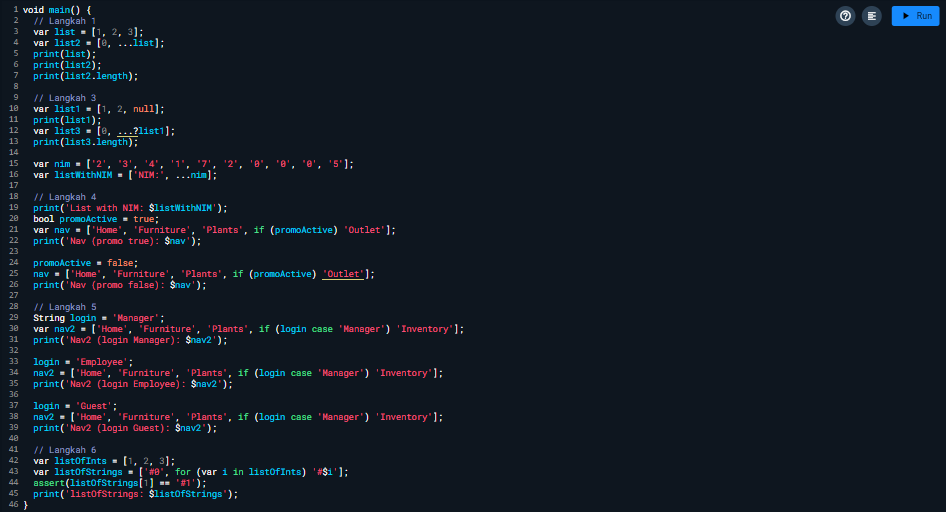 Run
1 void main() {
2 // Langkah 1
3 var list = [1, 2, 3];
4 var list2 = [0, ...list];
5 print(list);
6 print(list2);
7 print(list2.length);
8
9 // Langkah 3
10 var list1 = [1, 2, null];
11 print(list1);
12 var list3 = [0, ...?list1];
13 print(list3.length);
14
15 var nim = ['2', '3', '4', '1', '7', '2', '0', '0', '0', '5'];
16 var listWithNIM = ['NIM:', ...nim];
17
18 // Langkah 4
19 print('List with NIM: $listWithNIM');
20 bool promoActive = true;
21 var nav = ['Home', 'Furniture', 'Plants', if (promoActive) 'Outlet'];
22 print('Nav (promo true): $nav');
23
24 promoActive = false;
25 nav = ['Home', 'Furniture', 'Plants', if (promoActive) 'Outlet'];
26 print('Nav (promo false): $nav');
27
28 // Langkah 5
29 String login = 'Manager';
30 var nav2 = ['Home', 'Furniture', 'Plants', if (login case 'Manager') 'Inventory'];
31 print('Nav2 (login Manager): $nav2');
32
33 login = 'Employee';
34 nav2 = ['Home', 'Furniture', 'Plants', if (login case 'Manager') 'Inventory'];
35 print('Nav2 (login Employee): $nav2');
36
37 login = 'Guest';
38 nav2 = ['Home', 'Furniture', 'Plants', if (login case 'Manager') 'Inventory'];
39 print('Nav2 (login Guest): $nav2');
40
41 // Langkah 6
42 var listOfInts = [1, 2, 3];
43 var listOfStrings = ['#0', for (var i in listOfInts) '#$i'];
44 assert(listOfStrings[1] == '#1');
45 print('listOfStrings: $listOfStrings');
46 }